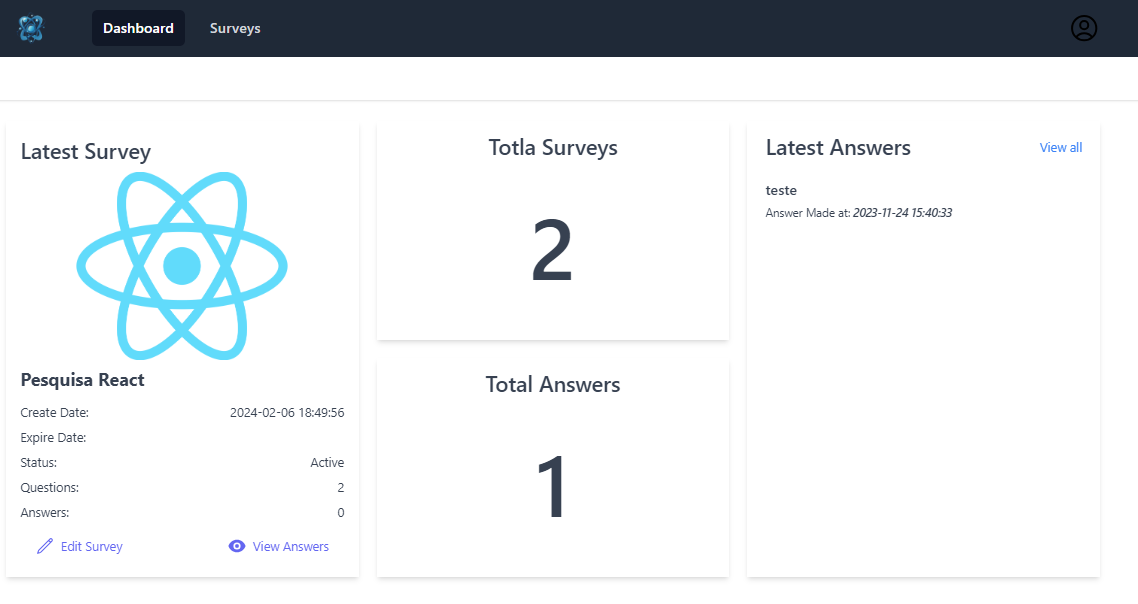 Dashboard
Surveys
Latest Survey
Pesquisa React
Create Date: 2024-02-06 18:49:56
Expire Date:
Status: Active
Questions: 2
Answers: 0
Edit Survey View Answers
Totla Surveys
2
Total Answers
1
Latest Answers View all
teste
Answer Made at: 2023-11-24 15:40:33